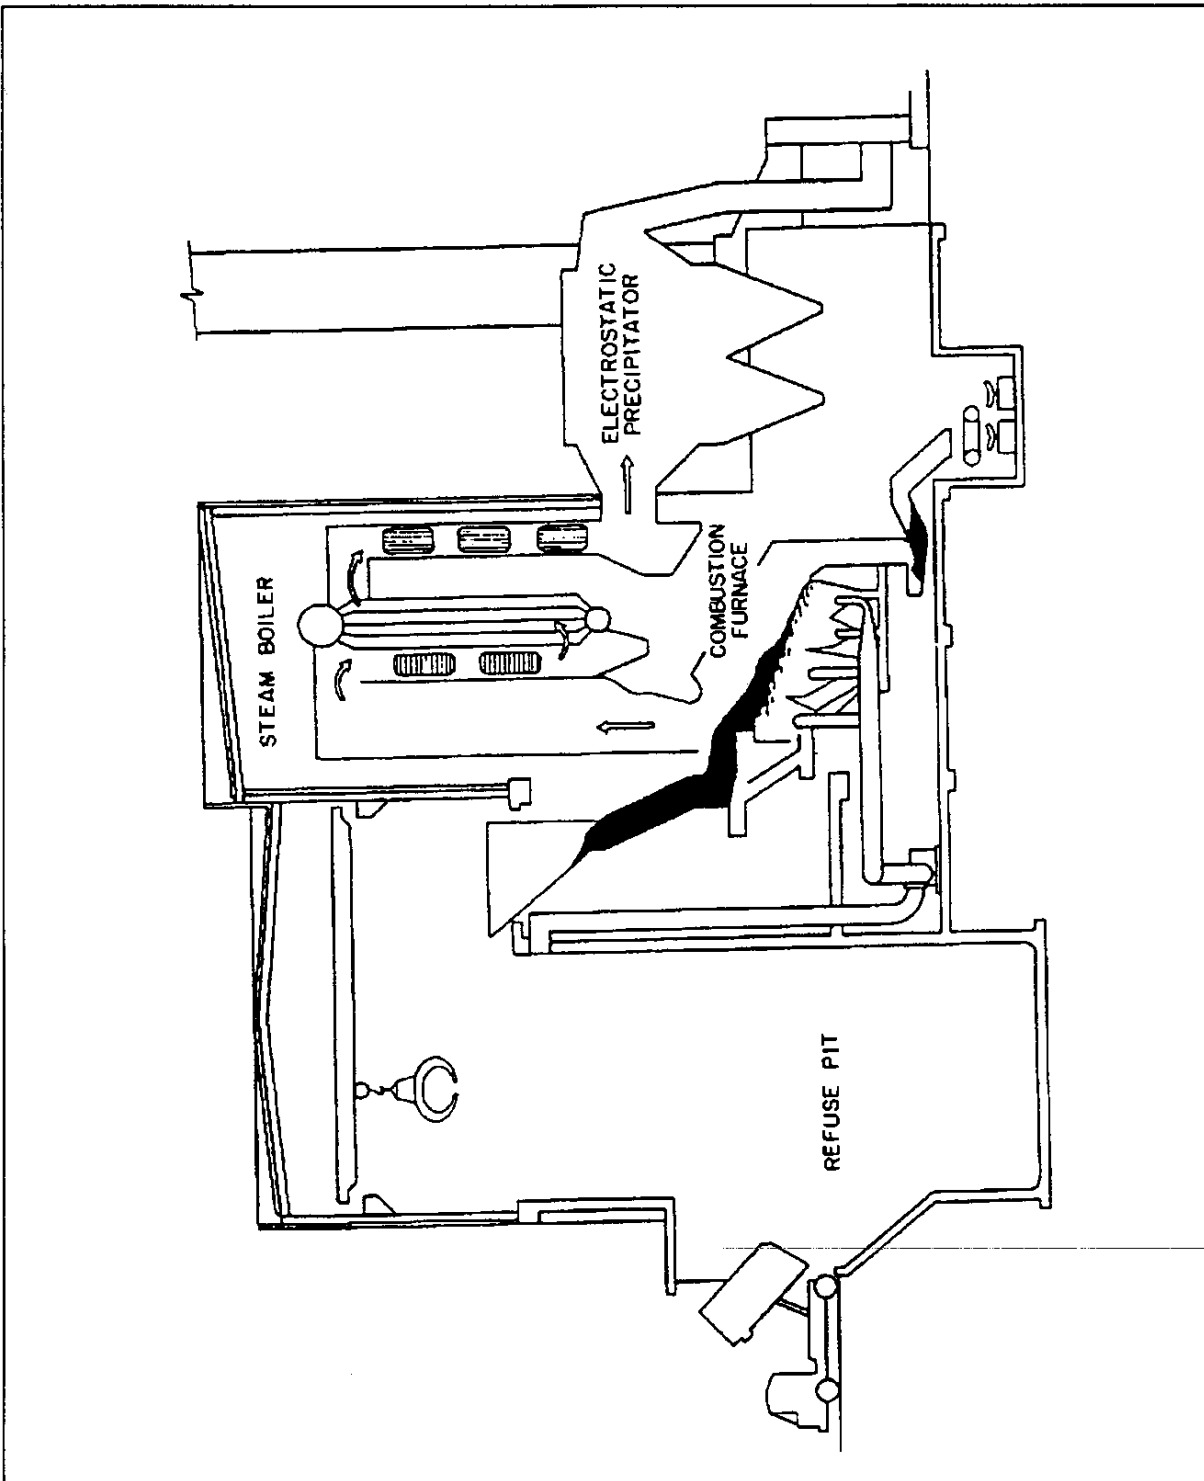 REFUSE PIT
STEAM BOILER
COMBUSTION
FURNACE
ELECTROSTATIC
PRECIPITATOR